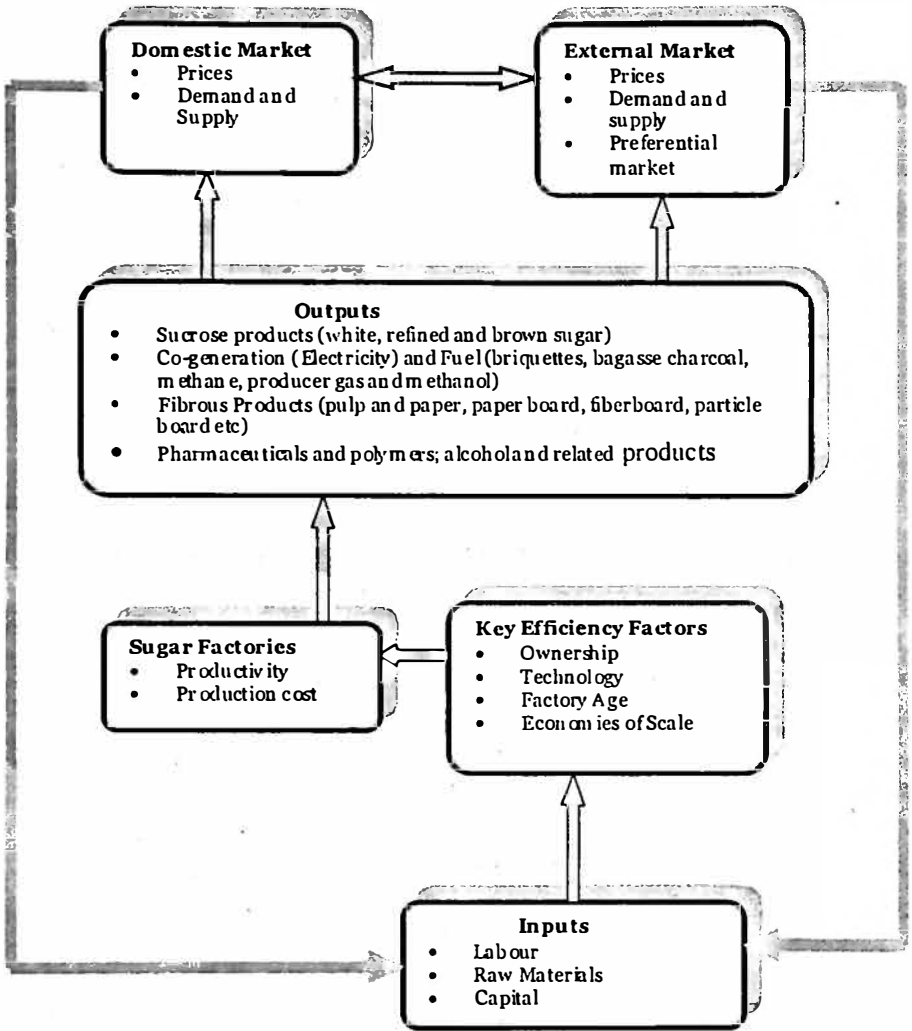 Domestic Market
• Prices
• Demand and
Supply
External Market
• Prices
• Demand and
supply
• Preferential
market
Outputs
• Sucrose products (white, refined and brown sugar)
• Co-generation (Electricity) and Fuel (briquettes, bagasse charcoal,
methane, producer gas and methanol)
• Fibrous Products (pulp and paper, paper board, fiberboard, particle
board etc)
• Pharmaceuticals and polymers; alcohol and related products
Sugar Factories
• Productivity
• Production cost
Key Efficiency Factors
• Ownership
• Technology
• Factory Age
• Economies of Scale
Inputs
• Labour
• Raw Materials
• Capital